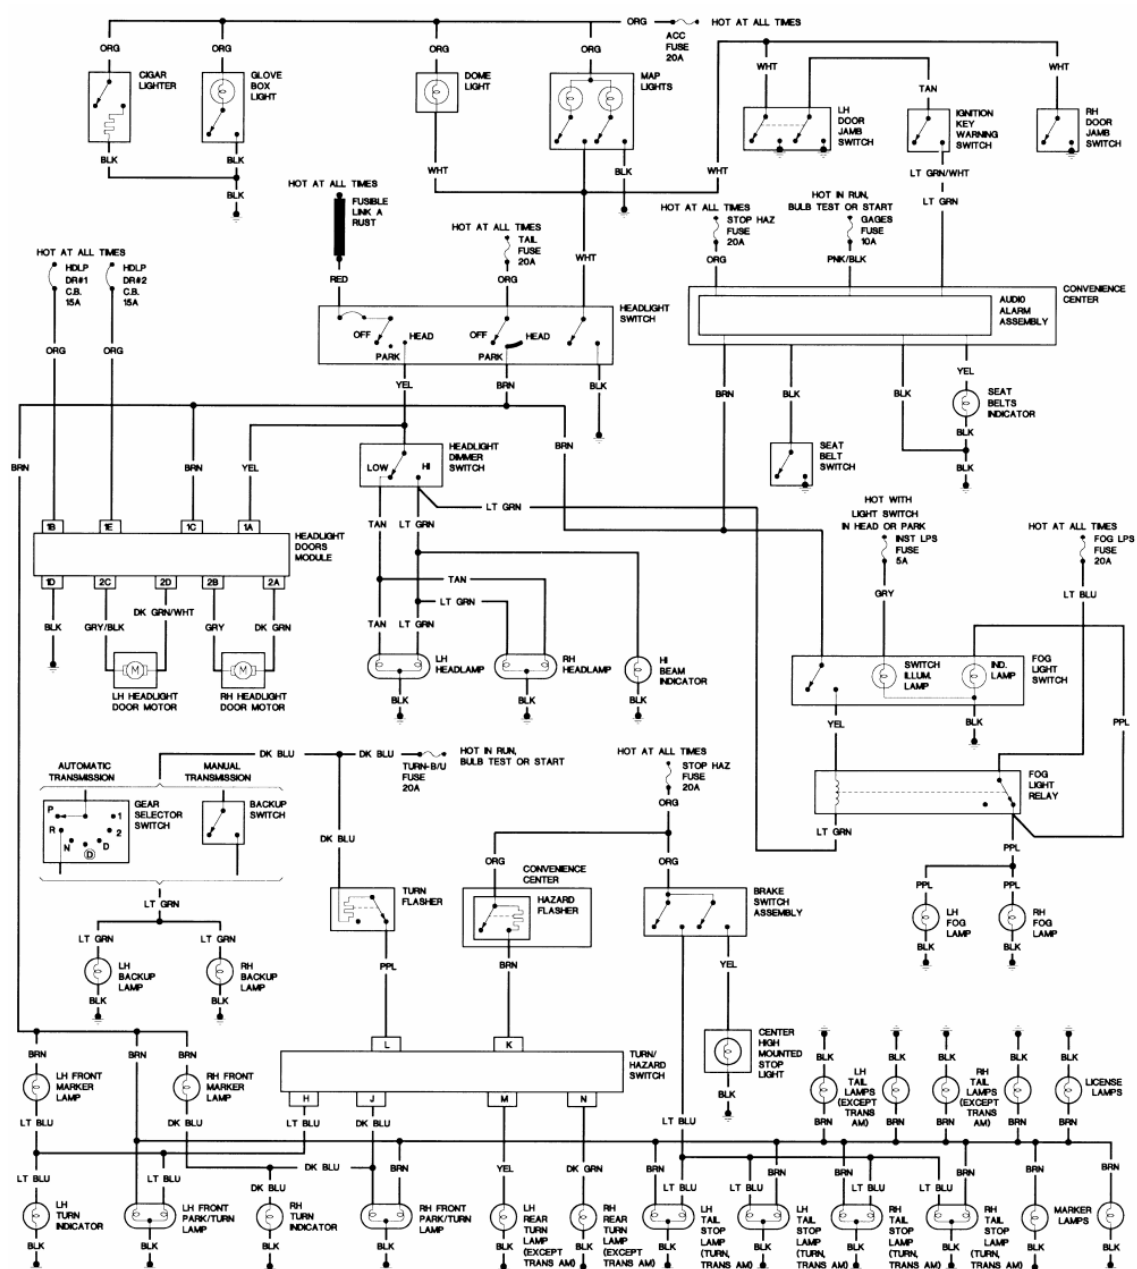 ORG
HOT AT ALL TIMES
ACC
FUSE
20A
ORG
ORG
ORG
ORG
CIGAR
LIGHTER
GLOVE
BOX
LIGHT
DOME
LIGHT
MAP
LIGHTS
WHT
WHT
TAN
LH
DOOR
JAMB
SWITCH
IGNITION
KEY
WARNING
SWITCH
RH
DOOR
JAMB
SWITCH
BLK
BLK
BLK
WHT
BLK
WHT
LT GRN/WHT
LT GRN
HOT AT ALL TIMES
FUSIBLE
LINK A
RUST
HOT AT ALL TIMES
TAIL
FUSE
20A
HOT AT ALL TIMES
STOP HAZ
FUSE
20A
HOT IN RUN,
BULB TEST OR START
GAGES
FUSE
10A
HOT AT ALL TIMES
HDLP
DR#1
C.B.
15A
HDLP
DR#2
C.B.
15A
RED
ORG
WHT
ORG
PNK/BLK
CONVENIENCE
CENTER
AUDIO
ALARM
ASSEMBLY
HEADLIGHT
SWITCH
OFF
HEAD
PARK
OFF
HEAD
PARK
ORG
ORG
YEL
BRN
BLK
BRN
BLK
BLK
YEL
SEAT
BELTS
INDICATOR
BLK
BLK
SEAT
BELT
SWITCH
BRN
BRN
YEL
BRN
HEADLIGHT
DIMMER
SWITCH
LOW
HI
LT GRN
TAN
LT GRN
HOT WITH
LIGHT SWITCH
IN HEAD OR PARK
INST LPS
FUSE
5A
HOT AT ALL TIMES
FOG LPS
FUSE
20A
1B
1E
1C
1A
HEADLIGHT
DOORS
MODULE
1D
2C
2D
2B
2A
BLK
GRY/BLK
DK GRN/WHT
GRY
DK GRN
M
M
LH HEADLIGHT
DOOR MOTOR
RH HEADLIGHT
DOOR MOTOR
TAN
LT GRN
TAN
LT GRN
LH
HEADLAMP
RH
HEADLAMP
HI
BEAM
INDICATOR
BLK
BLK
BLK
GRY
LT BLU
SWITCH
ILLUM.
LAMP
IND.
LAMP
FOG
LIGHT
SWITCH
YEL
BLK
PPL
FOG
LIGHT
RELAY
LT GRN
PPL
PPL
PPL
LH
FOG
LAMP
RH
FOG
LAMP
BLK
BLK
DK BLU
DK BLU
TURN-B/U
FUSE
20A
HOT IN RUN,
BULB TEST OR START
HOT AT ALL TIMES
STOP HAZ
FUSE
20A
ORG
AUTOMATIC
TRANSMISSION
MANUAL
TRANSMISSION
P
R
N
D
D
2
1
GEAR
SELECTOR
SWITCH
BACKUP
SWITCH
DK BLU
LT GRN
LT GRN
LT GRN
LH
BACKUP
LAMP
RH
BACKUP
LAMP
BLK
BLK
TURN
FLASHER
PPL
ORG
CONVENIENCE
CENTER
HAZARD
FLASHER
BRN
ORG
BRAKE
SWITCH
ASSEMBLY
YEL
CENTER
HIGH
MOUNTED
STOP
LIGHT
BLK
L
K
TURN/
HAZARD
SWITCH
H
J
M
N
BRN
BRN
BRN
LH FRONT
MARKER
LAMP
RH FRONT
MARKER
LAMP
LT BLU
DK BLU
LT BLU
DK BLU
LT BLU
BLK
BLK
BLK
BLK
BLK
LH
TAIL
LAMPS
(EXCEPT
TRANS
AM)
RH
TAIL
LAMPS
(EXCEPT
TRANS
AM)
LICENSE
LAMPS
BRN
BRN
BRN
BRN
BRN
LT BLU
LT BLU
DK BLU
DK BLU
BRN
YEL
DK GRN
BRN
LT BLU
BRN
LT BLU
BRN
LT BLU
BRN
LT BLU
BRN
BRN
LH
TURN
INDICATOR
LH FRONT
PARK/TURN
LAMP
RH
TURN
INDICATOR
RH FRONT
PARK/TURN
LAMP
LH
REAR
TURN
LAMP
(EXCEPT
TRANS AM)
RH
REAR
TURN
LAMP
(EXCEPT
TRANS AM)
LH
TAIL
STOP
LAMP
(TURN,
TRANS AM)
LH
TAIL
STOP
LAMP
(TURN,
TRANS AM)
RH
TAIL
STOP
LAMP
(TURN,
TRANS AM)
RH
TAIL
STOP
LAMP
(TURN,
TRANS AM)
MARKER
LAMPS
BLK
BLK
BLK
BLK
BLK
BLK
BLK
BLK
BLK
BLK
BLK
BLK